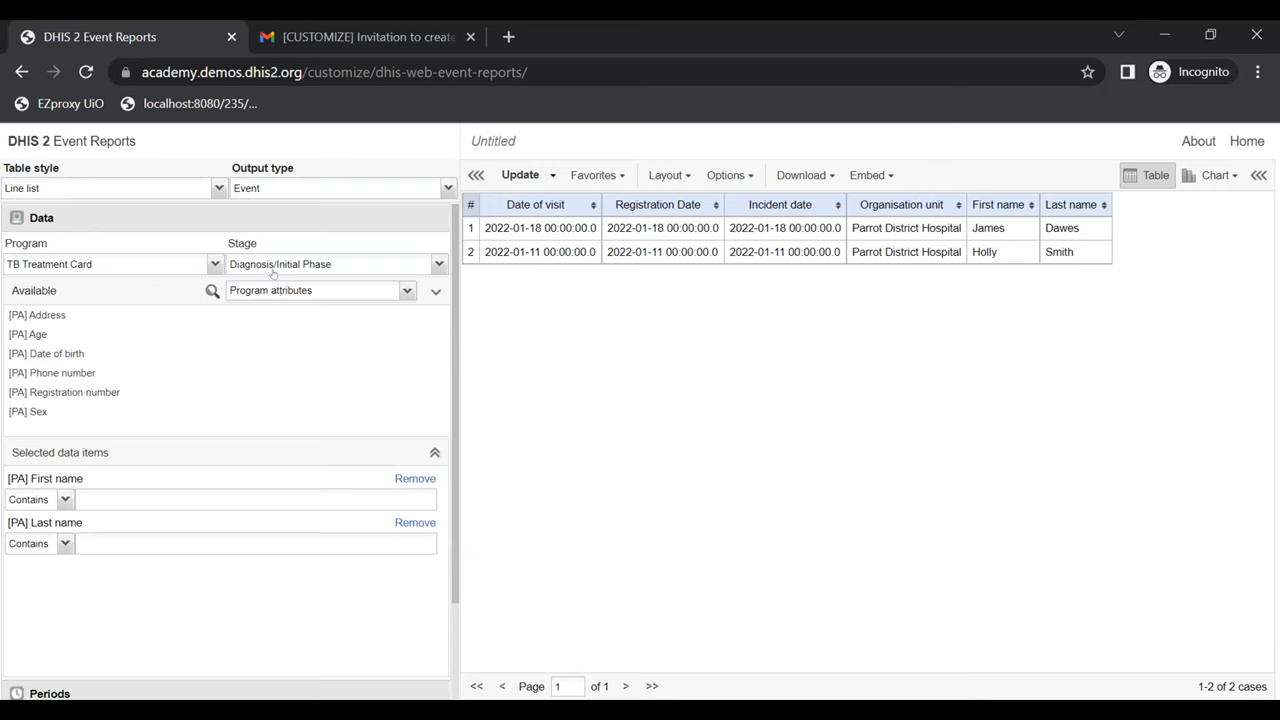 DHIS 2 Event Reports
[CUSTOMIZE] Invitation to create
academy.demos.dhis2.org/customize/dhis-web-event-reports/
Incognito
EZproxy UiO
localhost:8080/235/...
DHIS 2 Event Reports
Untitled
About
Home
Table style
Output type
Update
Favorites
Layout
Options
Download
Embed
Table
Chart
Line list
Event
# Date of visit Registration Date Incident date Organisation unit First name Last name
Data
1 2022-01-18 00:00:00.0 2022-01-18 00:00:00.0 2022-01-18 00:00:00.0 Parrot District Hospital James Dawes
Program
Stage
2 2022-01-11 00:00:00.0 2022-01-11 00:00:00.0 2022-01-11 00:00:00.0 Parrot District Hospital Holly Smith
TB Treatment Card
Diagnosis/Initial Phase
Available
Program attributes
[PA] Address
[PA] Age
[PA] Date of birth
[PA] Phone number
[PA] Registration number
[PA] Sex
Selected data items
[PA] First name
Remove
Contains
[PA] Last name
Remove
Contains
Periods
<< < Page 1 of 1 > >>
1-2 of 2 cases